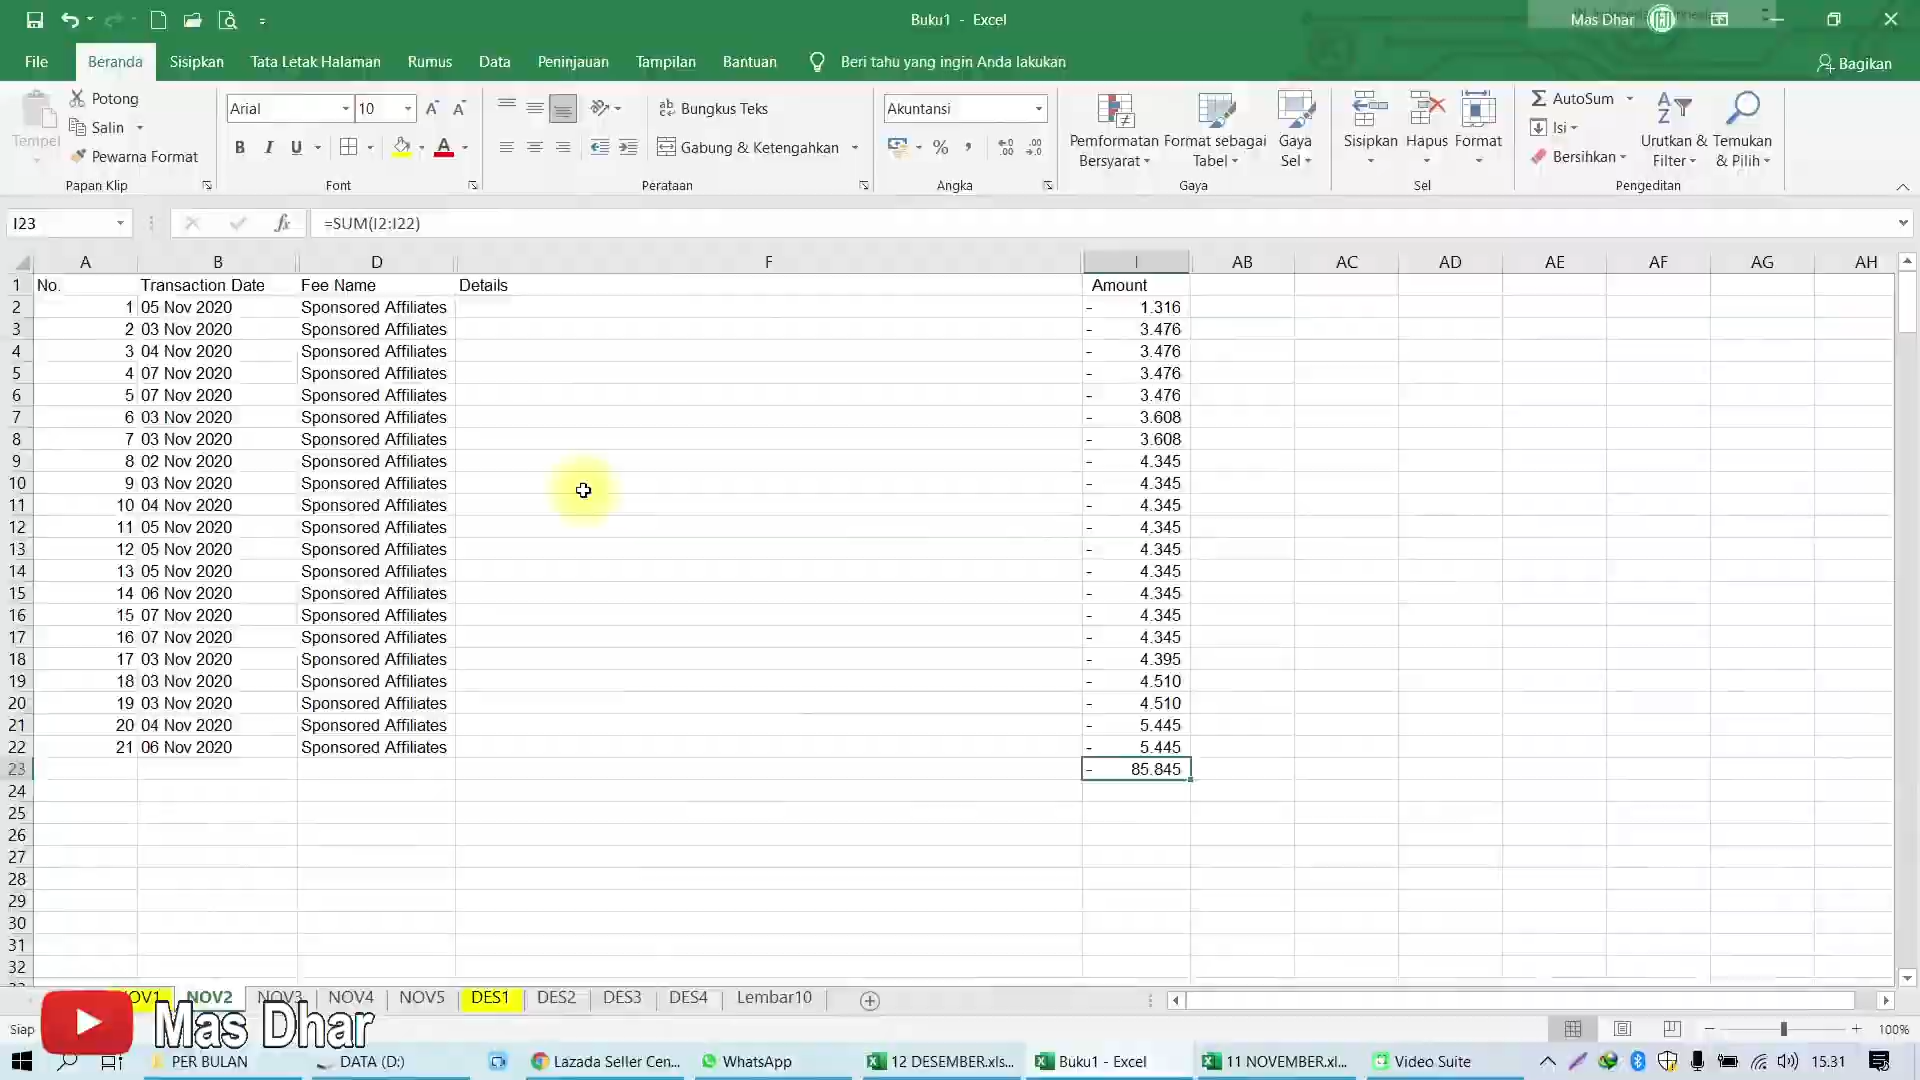 Buku1 - Excel
Mas Dhar
File Beranda Sisipkan Tata Letak Halaman Rumus Data Peninjauan Tampilan Bantuan Beri tahu yang ingin Anda lakukan Bagikan
Potong
Salin
Pewarna Format
Tempel
Papan Klip
Arial 10
B I U A
Font
Bungkus Teks
Gabung & Ketengahkan
Perataan
Akuntansi
%
Angka
Pemformatan Bersyarat
Format sebagai Tabel
Gaya Sel
Gaya
Sisipkan Hapus Format
Sel
AutoSum
Isi
Bersihkan
Urutkan & Filter
Temukan & Pilih
Pengeditan
I23 fx =SUM(I2:I22)
A B D F I AB AC AD AE AF AG AH
1 No. Transaction Date Fee Name Details Amount
2 1 05 Nov 2020 Sponsored Affiliates - 1.316
3 2 03 Nov 2020 Sponsored Affiliates - 3.476
4 3 04 Nov 2020 Sponsored Affiliates - 3.476
5 4 07 Nov 2020 Sponsored Affiliates - 3.476
6 5 07 Nov 2020 Sponsored Affiliates - 3.476
7 6 03 Nov 2020 Sponsored Affiliates - 3.608
8 7 03 Nov 2020 Sponsored Affiliates - 3.608
9 8 02 Nov 2020 Sponsored Affiliates - 4.345
10 9 03 Nov 2020 Sponsored Affiliates - 4.345
11 10 04 Nov 2020 Sponsored Affiliates - 4.345
12 11 05 Nov 2020 Sponsored Affiliates - 4.345
13 12 05 Nov 2020 Sponsored Affiliates - 4.345
14 13 05 Nov 2020 Sponsored Affiliates - 4.345
15 14 06 Nov 2020 Sponsored Affiliates - 4.345
16 15 07 Nov 2020 Sponsored Affiliates - 4.345
17 16 07 Nov 2020 Sponsored Affiliates - 4.345
18 17 03 Nov 2020 Sponsored Affiliates - 4.395
19 18 03 Nov 2020 Sponsored Affiliates - 4.510
20 19 03 Nov 2020 Sponsored Affiliates - 4.510
21 20 04 Nov 2020 Sponsored Affiliates - 5.445
22 21 06 Nov 2020 Sponsored Affiliates - 5.445
23 - 85.845
24
25
26
27
28
29
30
31
32
NOV1 NOV2 NOV3 NOV4 NOV5 DES1 DES2 DES3 DES4 Lembar10
Siap
100%
Mas Dhar
PER BULAN DATA (D:) Lazada Seller Cen... WhatsApp 12 DESEMBER.xls... Buku1 - Excel 11 NOVEMBER.xl... Video Suite 15.31